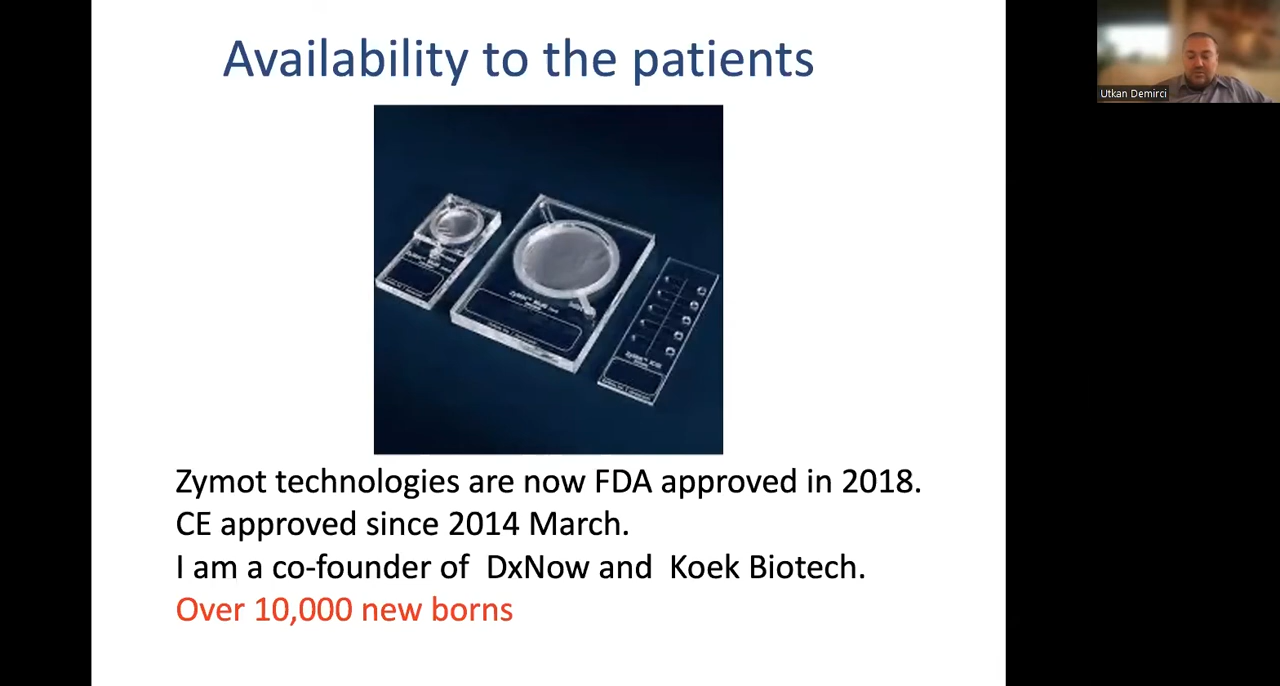 Availability to the patients
Utkan Demirci
Zymot technologies are now FDA approved in 2018.
CE approved since 2014 March.
I am a co-founder of DxNow and Koek Biotech.
Over 10,000 new borns